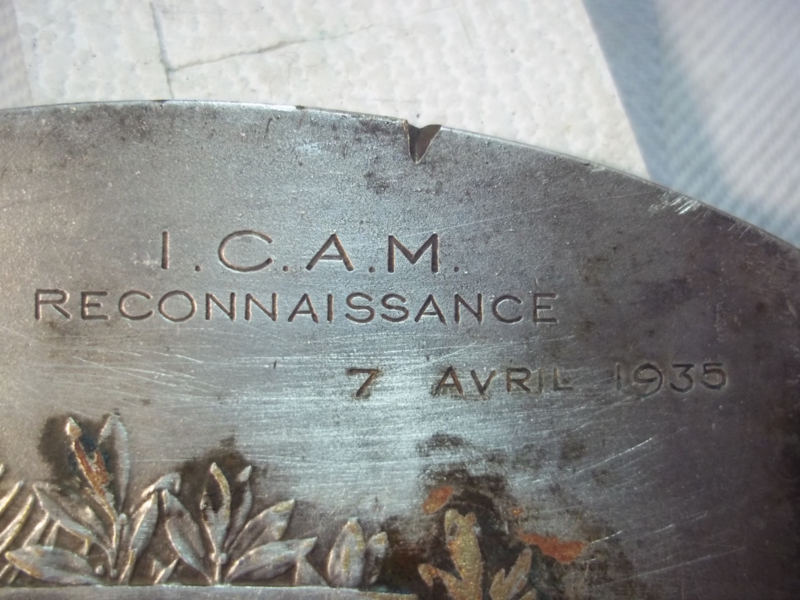 I.C.A.M.
RECONNAISSANCE
7 AVRIL 1935